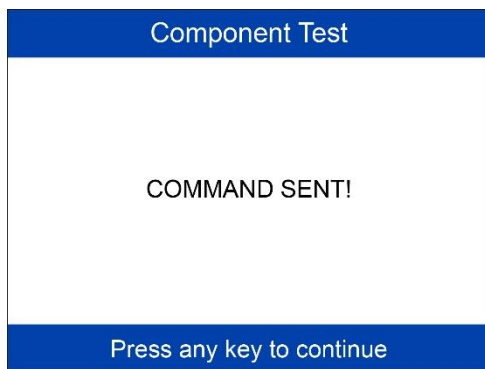 Component Test
COMMAND SENT!
Press any key to continue